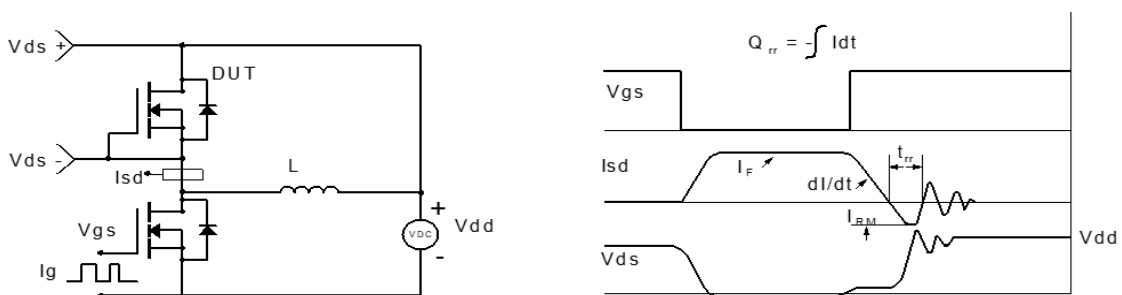 Vds +
DUT
Vds -
Isd
L
Vgs
Ig
+
VDC
-
Vdd
Q rr = - ∫ Idt
Vgs
Isd
I F
dI/dt
t rr
I RM
Vds
Vdd